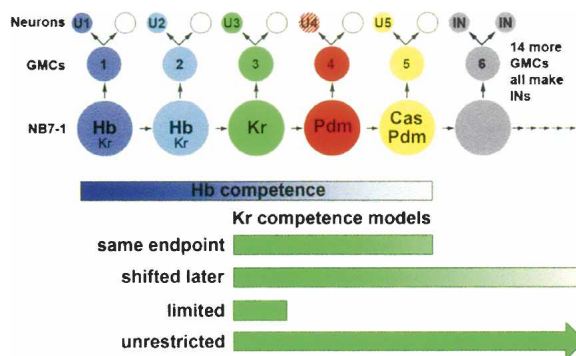 Neurons U1 U2 U3 U4 U5 IN IN
GMCs 1 2 3 4 5 6
14 more
GMCs
all make
INs
NB7-1 Hb Hb Kr Pdm Cas
Kr Kr Pdm
Hb competence
Kr competence models
same endpoint
shifted later
limited
unrestricted